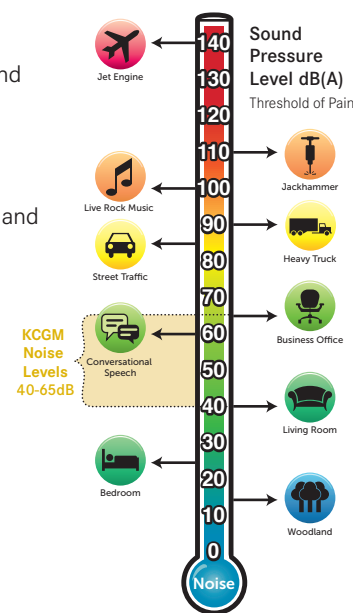 nd
and
Sound
Pressure
Level dB(A)
Threshold of Pain
140
130
120
110
100
90
80
70
60
50
40
30
20
10
0
Noise
Jet Engine
Live Rock Music
Street Traffic
KCGM
Noise
Levels
40-65dB
Conversational
Speech
Bedroom
Jackhammer
Heavy Truck
Business Office
Living Room
Woodland